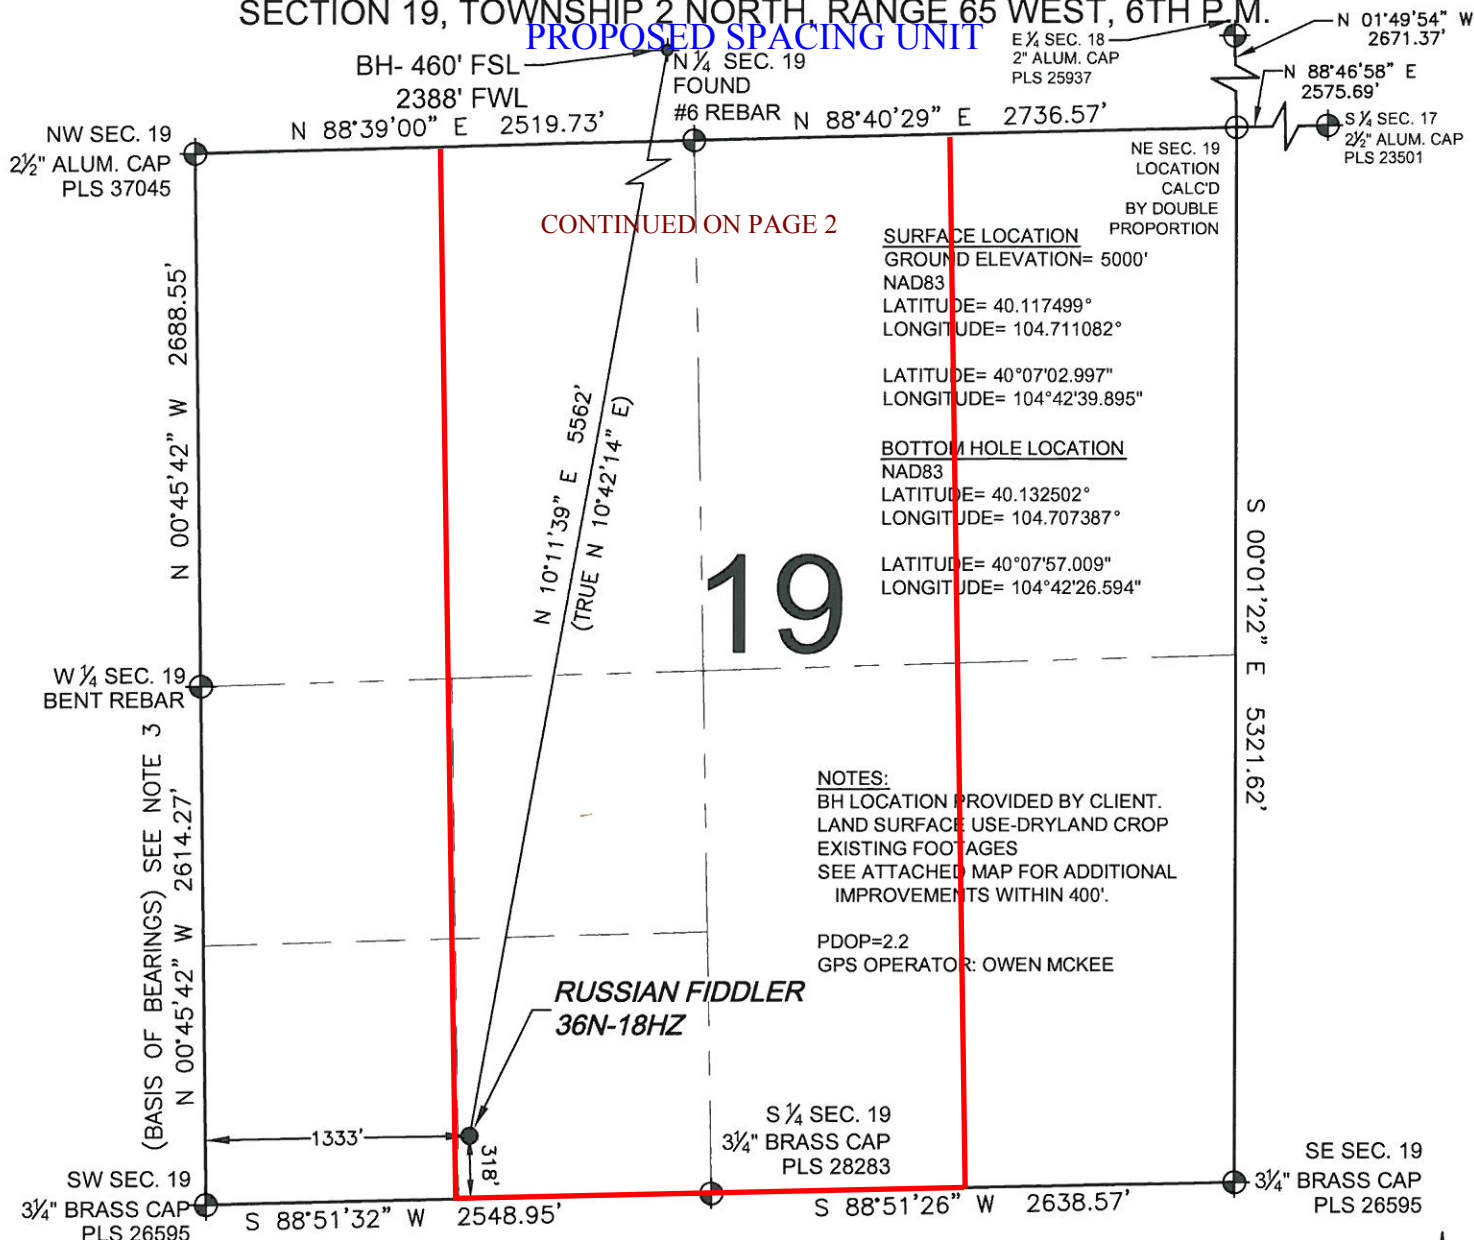 SECTION 19, TOWNSHIP 2 NORTH, RANGE 65 WEST, 6TH P.M.
PROPOSED SPACING UNIT
BH- 460' FSL
2388' FWL
N ¼ SEC. 19
FOUND
#6 REBAR
E ¼ SEC. 18
2" ALUM. CAP
PLS 25937
N 01°49'54" W
2671.37'
N 88°46'58" E
2575.69'
S ¼ SEC. 17
2½" ALUM. CAP
PLS 23501
NW SEC. 19
2½" ALUM. CAP
PLS 37045
N 88°39'00" E 2519.73'
N 88°40'29" E 2736.57'
NE SEC. 19
LOCATION
CALC'D
BY DOUBLE
PROPORTION
CONTINUED ON PAGE 2
SURFACE LOCATION
GROUND ELEVATION= 5000'
NAD83
LATITUDE= 40.117499°
LONGITUDE= 104.711082°
LATITUDE= 40°07'02.997"
LONGITUDE= 104°42'39.895"
BOTTOM HOLE LOCATION
NAD83
LATITUDE= 40.132502°
LONGITUDE= 104.707387°
LATITUDE= 40°07'57.009"
LONGITUDE= 104°42'26.594"
N 00°45'42" W 2688.55'
N 10°11'39" E 5562'
(TRUE N 10°42'14" E)
19
S 00°01'22" E 5321.62'
W ¼ SEC. 19
BENT REBAR
(BASIS OF BEARINGS) SEE NOTE 3
N 00°45'42" W 2614.27'
NOTES:
BH LOCATION PROVIDED BY CLIENT.
LAND SURFACE USE-DRYLAND CROP
EXISTING FOOTAGES
SEE ATTACHED MAP FOR ADDITIONAL
IMPROVEMENTS WITHIN 400'.
PDOP=2.2
GPS OPERATOR: OWEN MCKEE
RUSSIAN FIDDLER
36N-18HZ
1333'
318'
S ¼ SEC. 19
3¼" BRASS CAP
PLS 28283
SW SEC. 19
3¼" BRASS CAP
PLS 26595
S 88°51'32" W 2548.95'
S 88°51'26" W 2638.57'
SE SEC. 19
3¼" BRASS CAP
PLS 26595